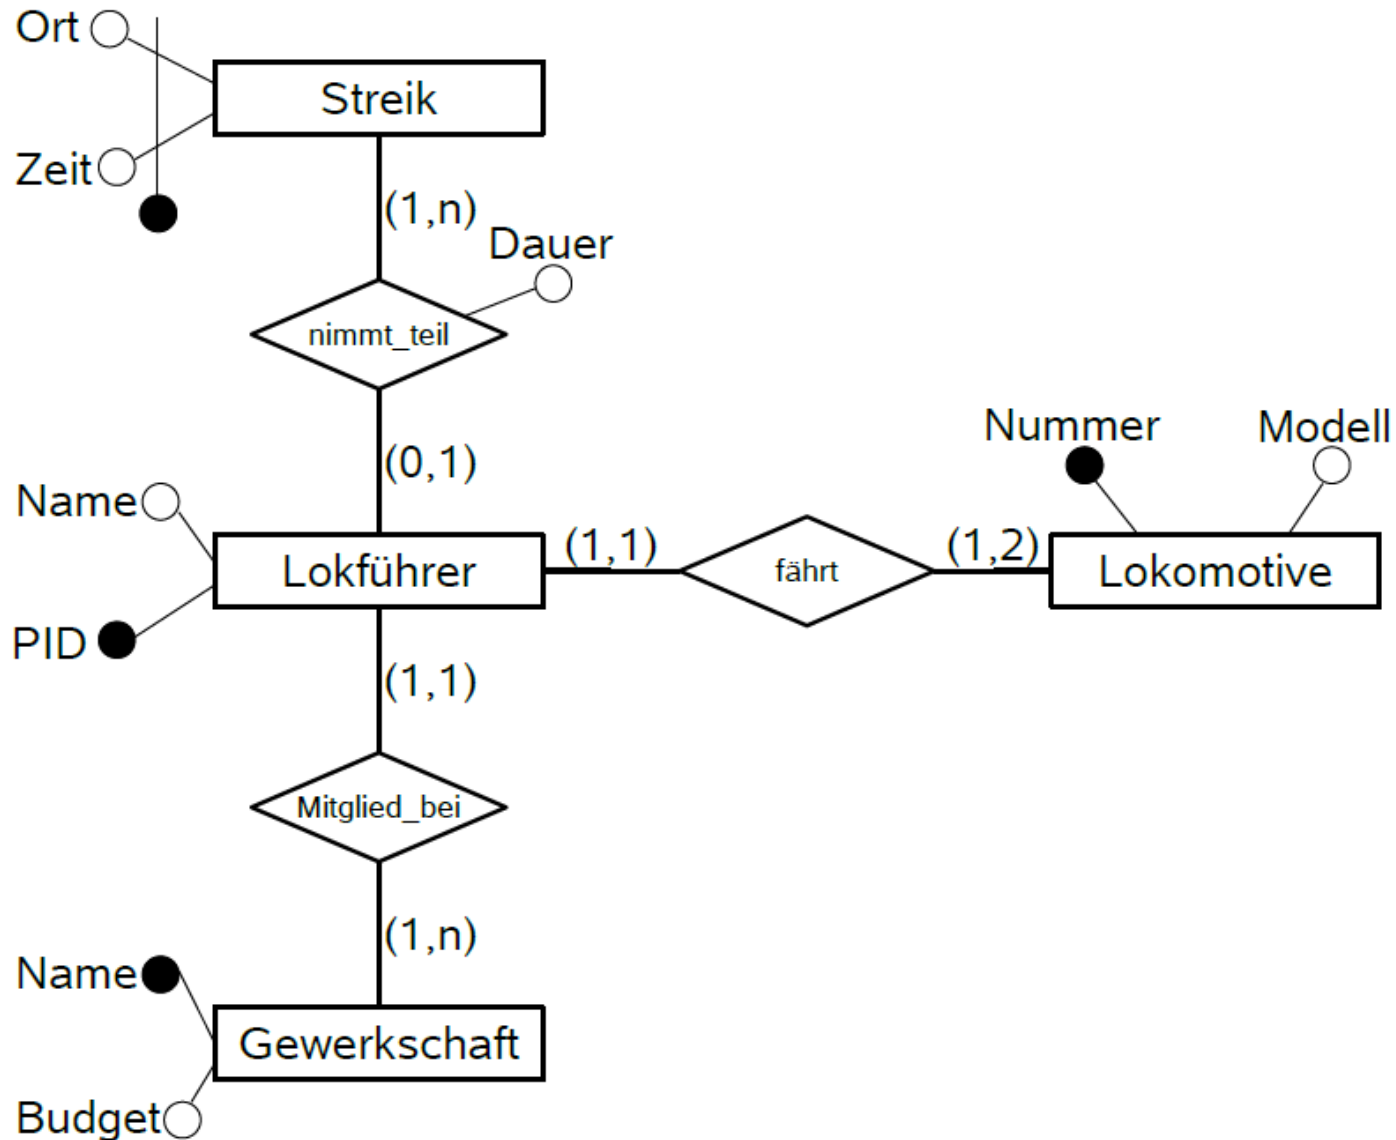 Ort
Streik
Zeit
(1,n)
Dauer
nimmt_teil
(0,1)
Nummer
Modell
Name
(1,1)
(1,2)
Lokführer
fährt
Lokomotive
PID
(1,1)
Mitglied_bei
(1,n)
Name
Gewerkschaft
Budget